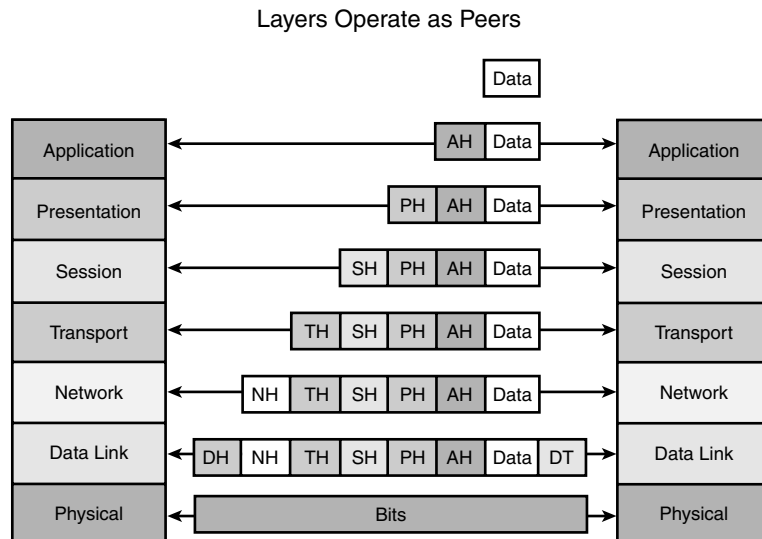 Layers Operate as Peers
Data
Application AH Data Application
Presentation PH AH Data Presentation
Session SH PH AH Data Session
Transport TH SH PH AH Data Transport
Network NH TH SH PH AH Data Network
Data Link DH NH TH SH PH AH Data DT Data Link
Physical Bits Physical